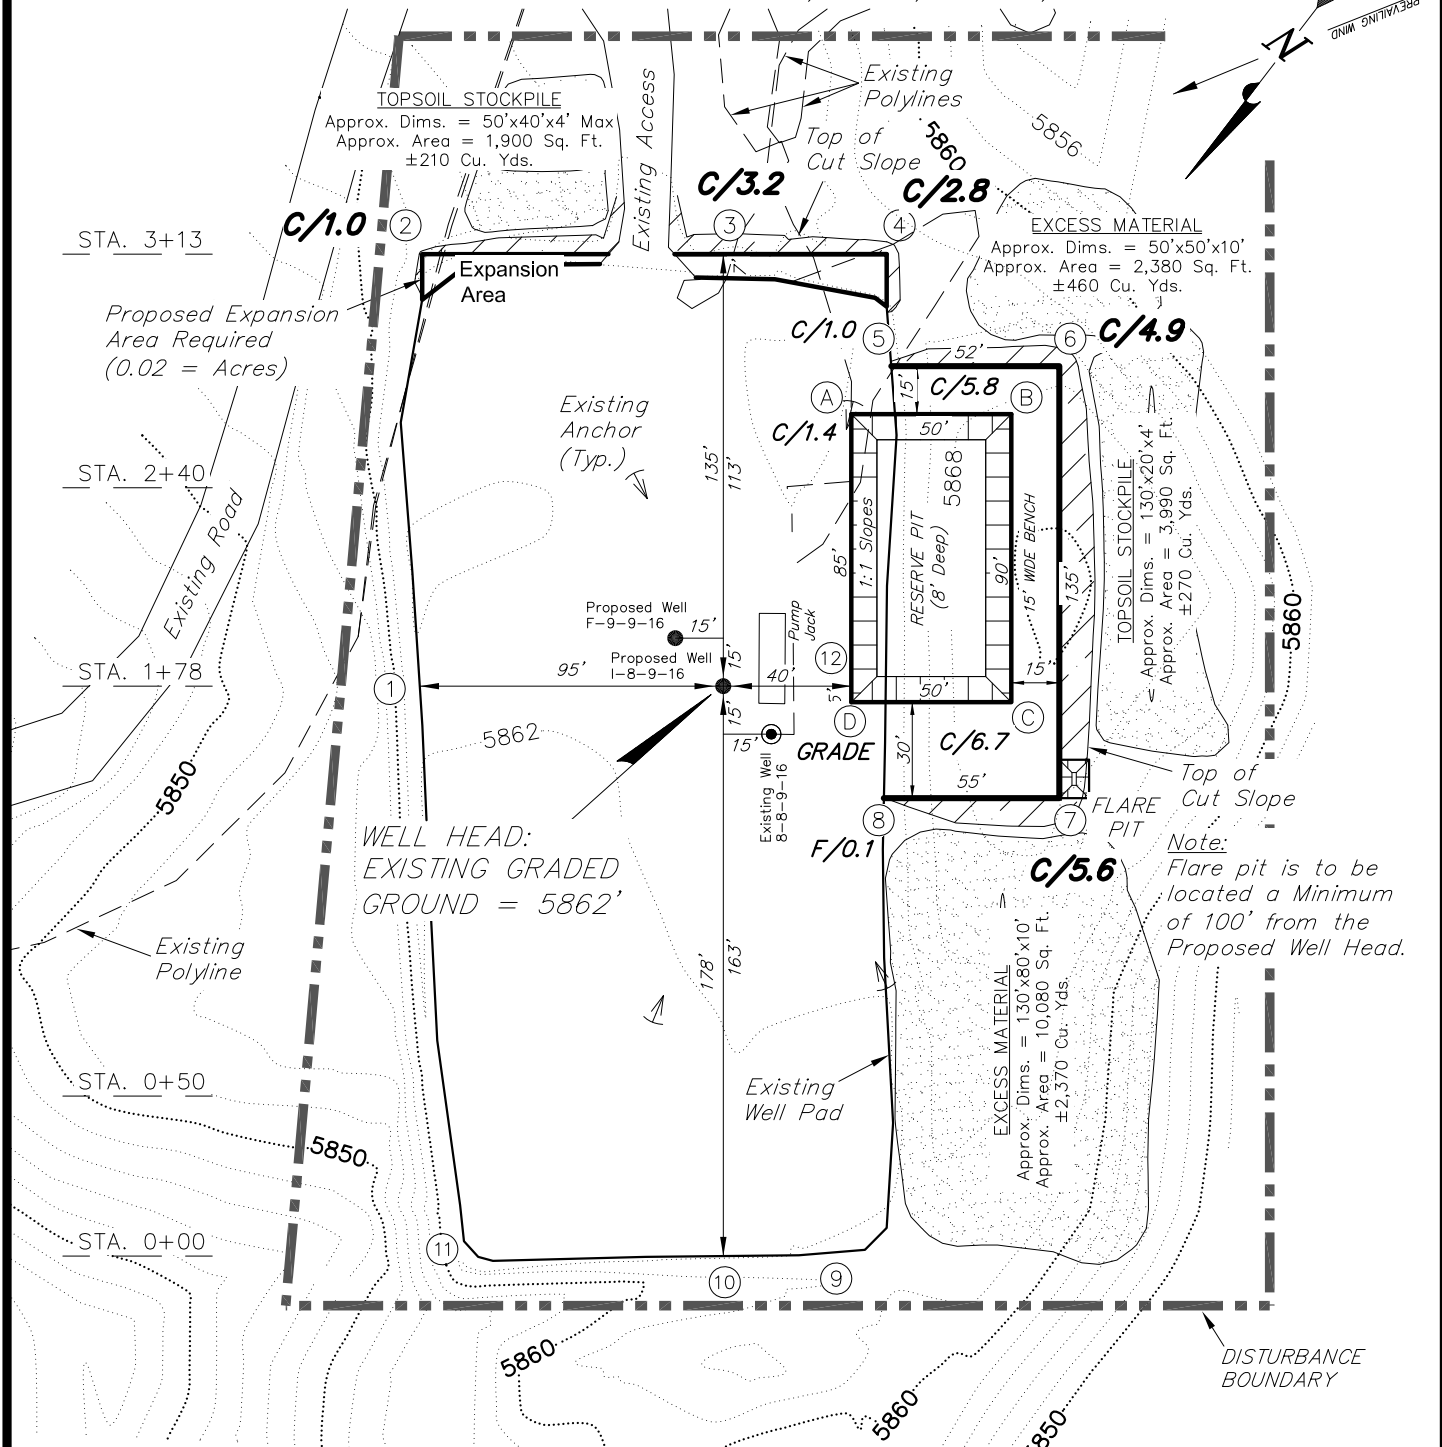 PREVAILING WIND
N
TOPSOIL STOCKPILE
Approx. Dims. = 50'x40'x4' Max
Approx. Area = 1,900 Sq. Ft.
±210 Cu. Yds.
Existing Access
Existing
Polylines
Top of
Cut Slope
5860
5856
C/3.2
C/2.8
C/1.0
2
3
4
EXCESS MATERIAL
Approx. Dims. = 50'x50'x10'
Approx. Area = 2,380 Sq. Ft.
±460 Cu. Yds.
STA. 3+13
Expansion
Area
Proposed Expansion
Area Required
(0.02 = Acres)
C/1.0
5
6
C/4.9
52'
15'
C/5.8
A
B
C/1.4
50'
Existing
Anchor
(Typ.)
135'
113'
STA. 2+40
5868
Existing Road
85'
1:1 Slopes
RESERVE PIT
(8' Deep)
90'
15' WIDE BENCH
135'
TOPSOIL STOCKPILE
Approx. Dims. = 130'x20'x4'
Approx. Area = 3,990 Sq. Ft.
±270 Cu. Yds.
5860
Proposed Well
F-9-9-16
15'
Pump
Jack
Proposed Well
I-8-9-16
15'
12
STA. 1+78
1
95'
40'
5'
15'
50'
15'
15'
D
C
GRADE
30'
C/6.7
55'
5862
5850
Existing Well
8-8-9-16
Top of
Cut Slope
FLARE
PIT
8
7
F/0.1
C/5.6
WELL HEAD:
EXISTING GRADED
GROUND = 5862'
Note:
Flare pit is to be
located a Minimum
of 100' from the
Proposed Well Head.
Existing
Polyline
178'
163'
EXCESS MATERIAL
Approx. Dims. = 130'x80'x10'
Approx. Area = 10,080 Sq. Ft.
±2,370 Cu. Yds.
STA. 0+50
Existing
Well Pad
5850
STA. 0+00
11
10
9
5860
5860
5850
DISTURBANCE
BOUNDARY